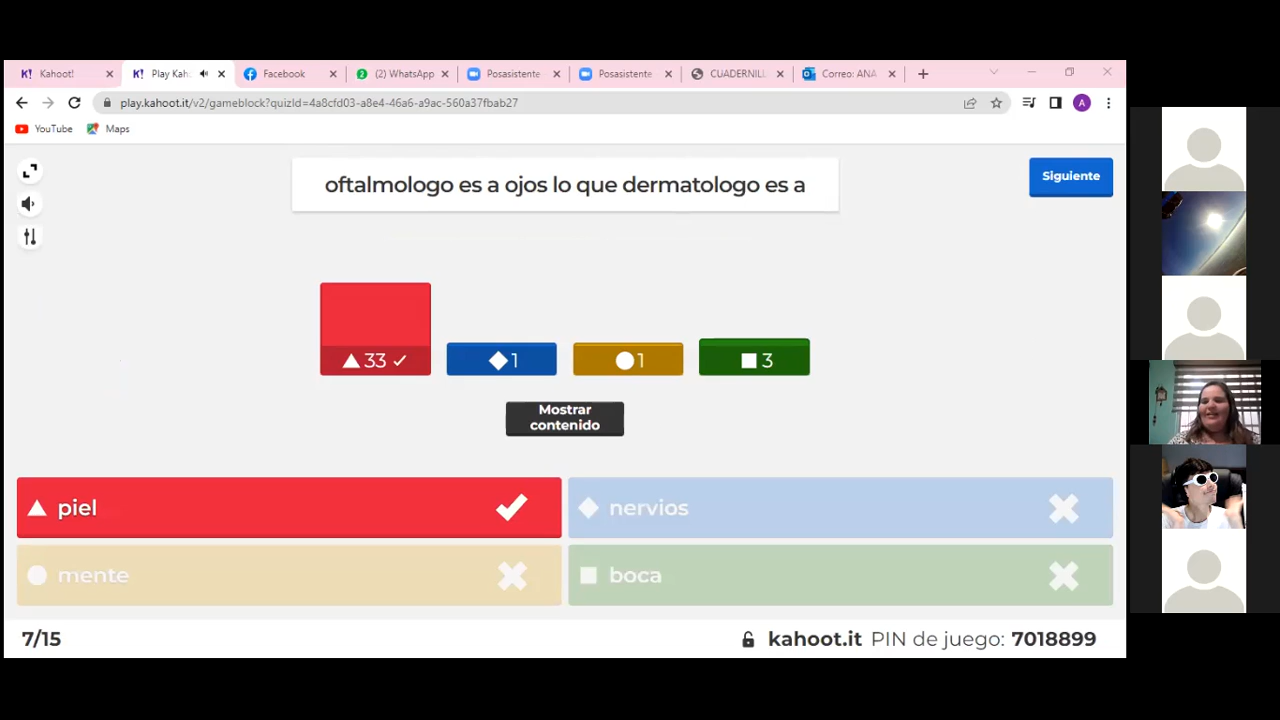 Kahoot!
Play Kah
Facebook
(2) WhatsApp
Posasistente
Posasistente
CUADERNILL
Correo: ANA
play.kahoot.it/v2/gameblock?quizId=4a8cfd03-a8e4-46a6-a9ac-560a37fbab27
A
YouTube
Maps
oftalmologo es a ojos lo que dermatologo es a
Siguiente
33
1
1
3
Mostrar
contenido
piel
nervios
mente
boca
7/15
kahoot.it PIN de juego: 7018899